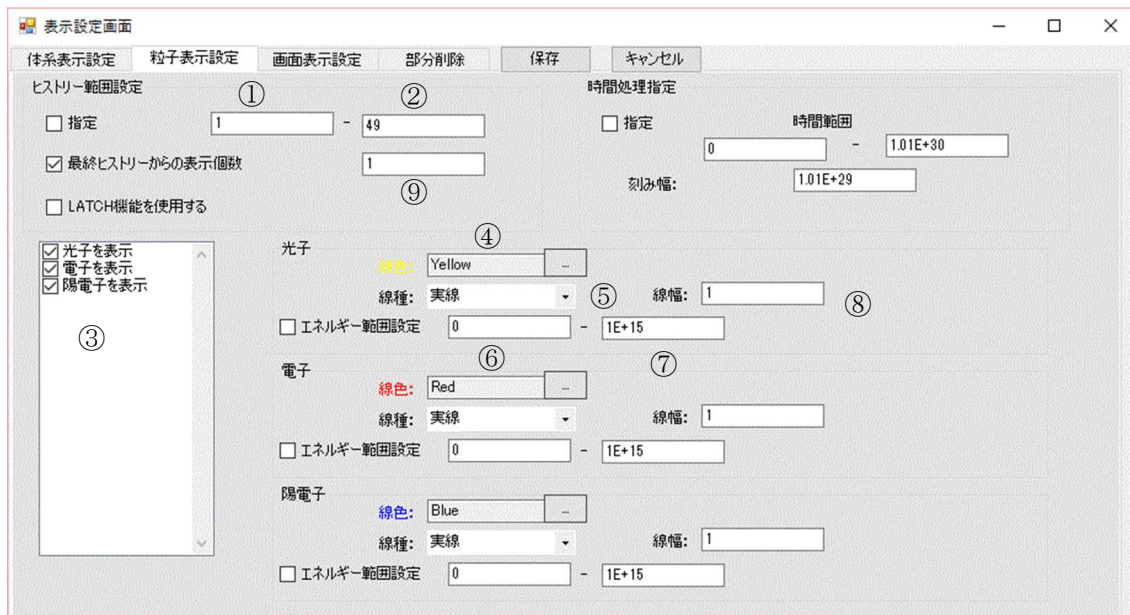 表示設定画面
体系表示設定 粒子表示設定 画面表示設定 部分削除 保存 キャンセル
ヒストリー範囲設定
① ②
指定 1 - 49
最終ヒストリーからの表示個数 1
⑨
LATCH機能を使用する
時間処理指定
指定 時間範囲
0 - 1.01E+30
刻み幅: 1.01E+29
光子を表示
電子を表示
陽電子を表示
③
光子
④
線色: Yellow ...
線種: 実線 ⑤ 線幅: 1 ⑧
エネルギー範囲設定 0 - 1E+15
電子
⑥ ⑦
線色: Red ...
線種: 実線 線幅: 1
エネルギー範囲設定 0 - 1E+15
陽電子
線色: Blue ...
線種: 実線 線幅: 1
エネルギー範囲設定 0 - 1E+15